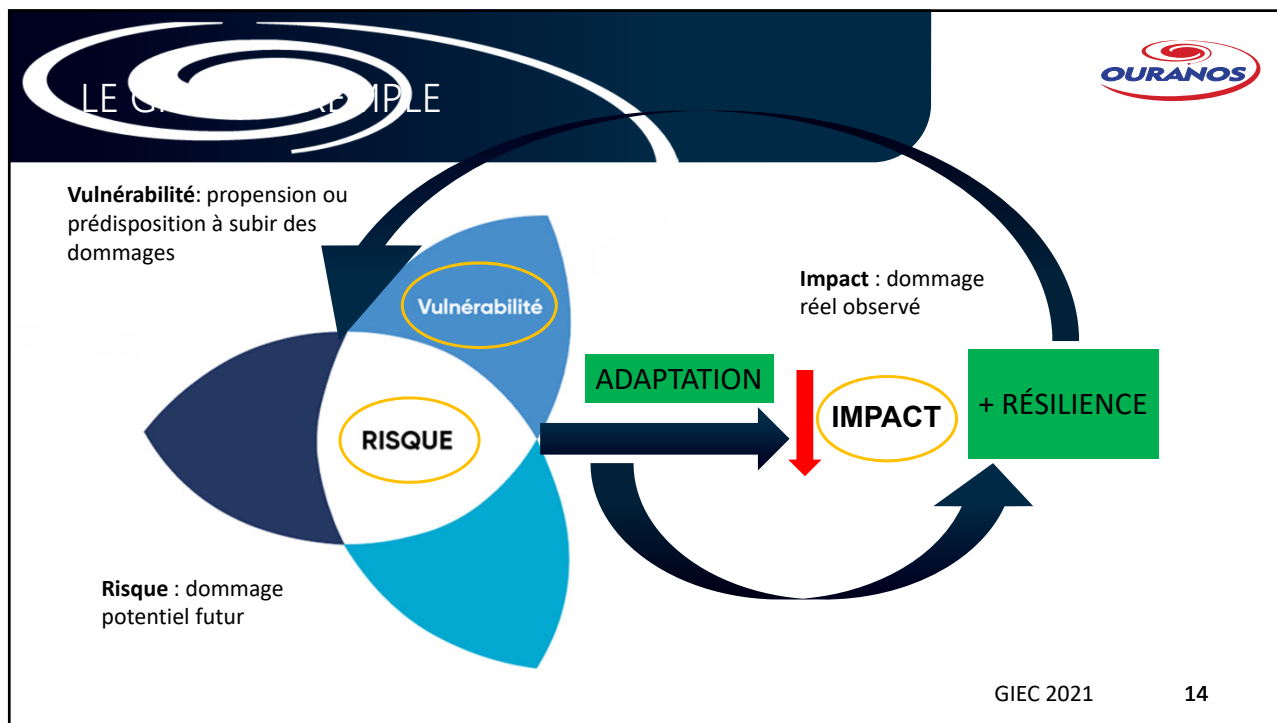 LE
OURANOS
Vulnérabilité: propension ou
prédisposition à subir des
dommages
Vulnérabilité
Impact : dommage
réel observé
ADAPTATION
IMPACT
+ RÉSILIENCE
RISQUE
Risque : dommage
potentiel futur
GIEC 2021
14